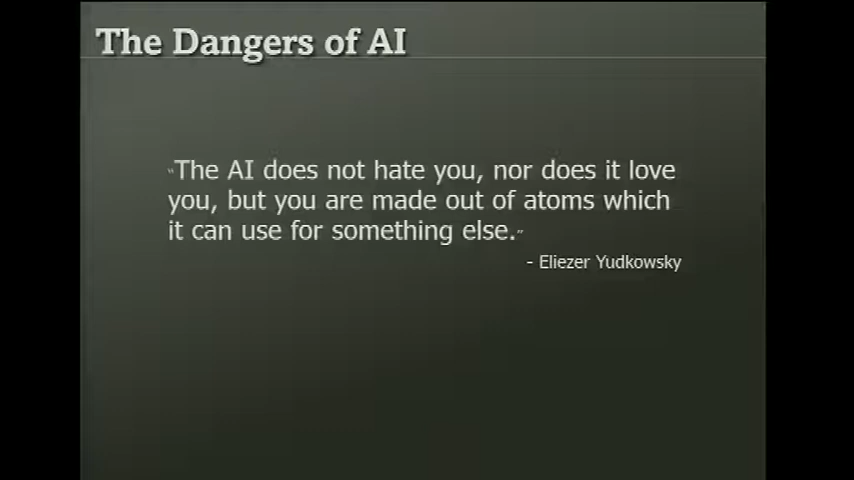 The Dangers of AI
"The AI does not hate you, nor does it love
you, but you are made out of atoms which
it can use for something else."
- Eliezer Yudkowsky